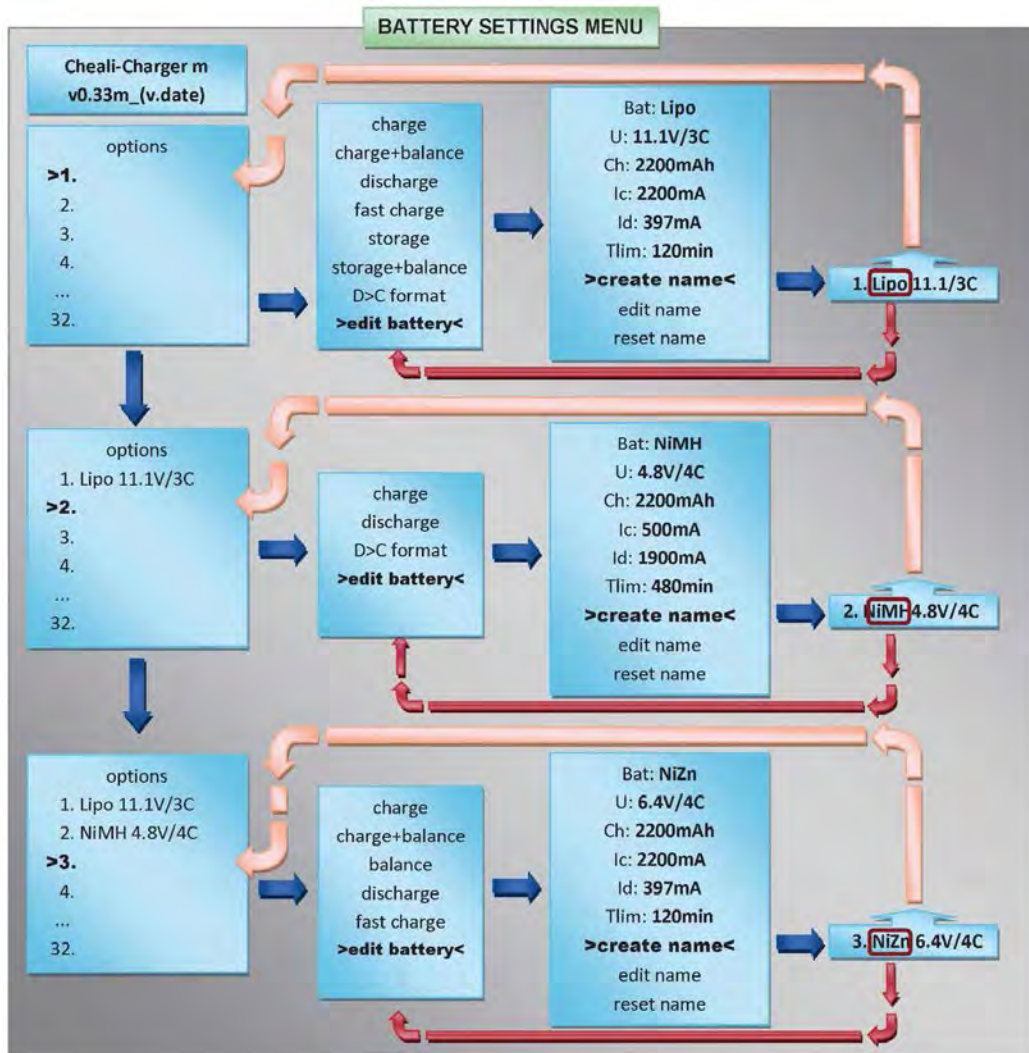 BATTERY SETTINGS MENU
Cheali-Charger m
v0.33m_(v.date)
options
>1.
2.
3.
4.
...
32.
charge
charge+balance
discharge
fast charge
storage
storage+balance
D>C format
>edit battery<
Bat: Lipo
U: 11.1V/3C
Ch: 2200mAh
Ic: 2200mA
Id: 397mA
Tlim: 120min
>create name<
edit name
reset name
1. Lipo 11.1/3C
options
1. Lipo 11.1V/3C
>2.
3.
4.
...
32.
charge
discharge
D>C format
>edit battery<
Bat: NiMH
U: 4.8V/4C
Ch: 2200mAh
Ic: 500mA
Id: 1900mA
Tlim: 480min
>create name<
edit name
reset name
2. NiMH 4.8V/4C
options
1. Lipo 11.1V/3C
2. NiMH 4.8V/4C
>3.
4.
...
32.
charge
charge+balance
balance
discharge
fast charge
>edit battery<
Bat: NiZn
U: 6.4V/4C
Ch: 2200mAh
Ic: 2200mA
Id: 397mA
Tlim: 120min
>create name<
edit name
reset name
3. NiZn 6.4V/4C